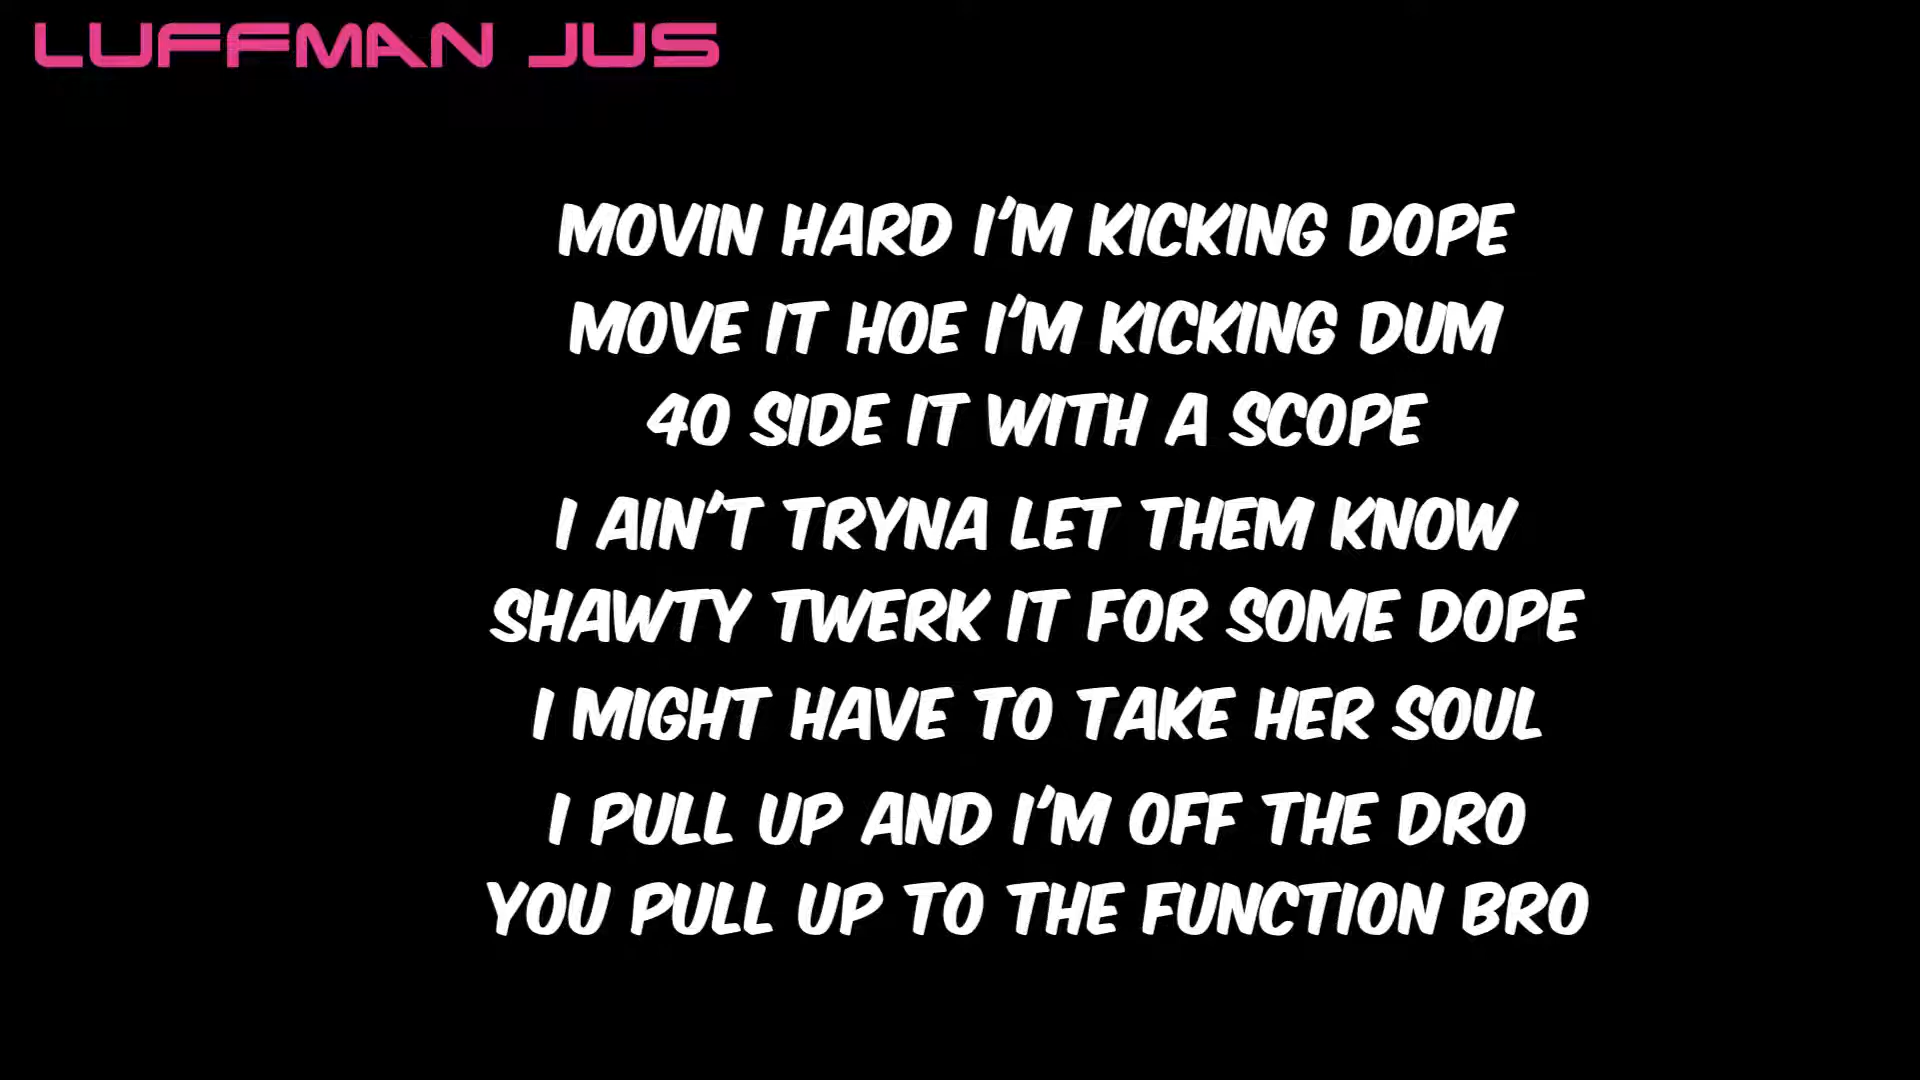 LUFFMAN JUS
MOVIN HARD I'M KICKING DOPE
MOVE IT HOE I'M KICKING DUM
40 SIDE IT WITH A SCOPE
I AIN'T TRYNA LET THEM KNOW
SHAWTY TWERK IT FOR SOME DOPE
I MIGHT HAVE TO TAKE HER SOUL
I PULL UP AND I'M OFF THE DRO
YOU PULL UP TO THE FUNCTION BRO